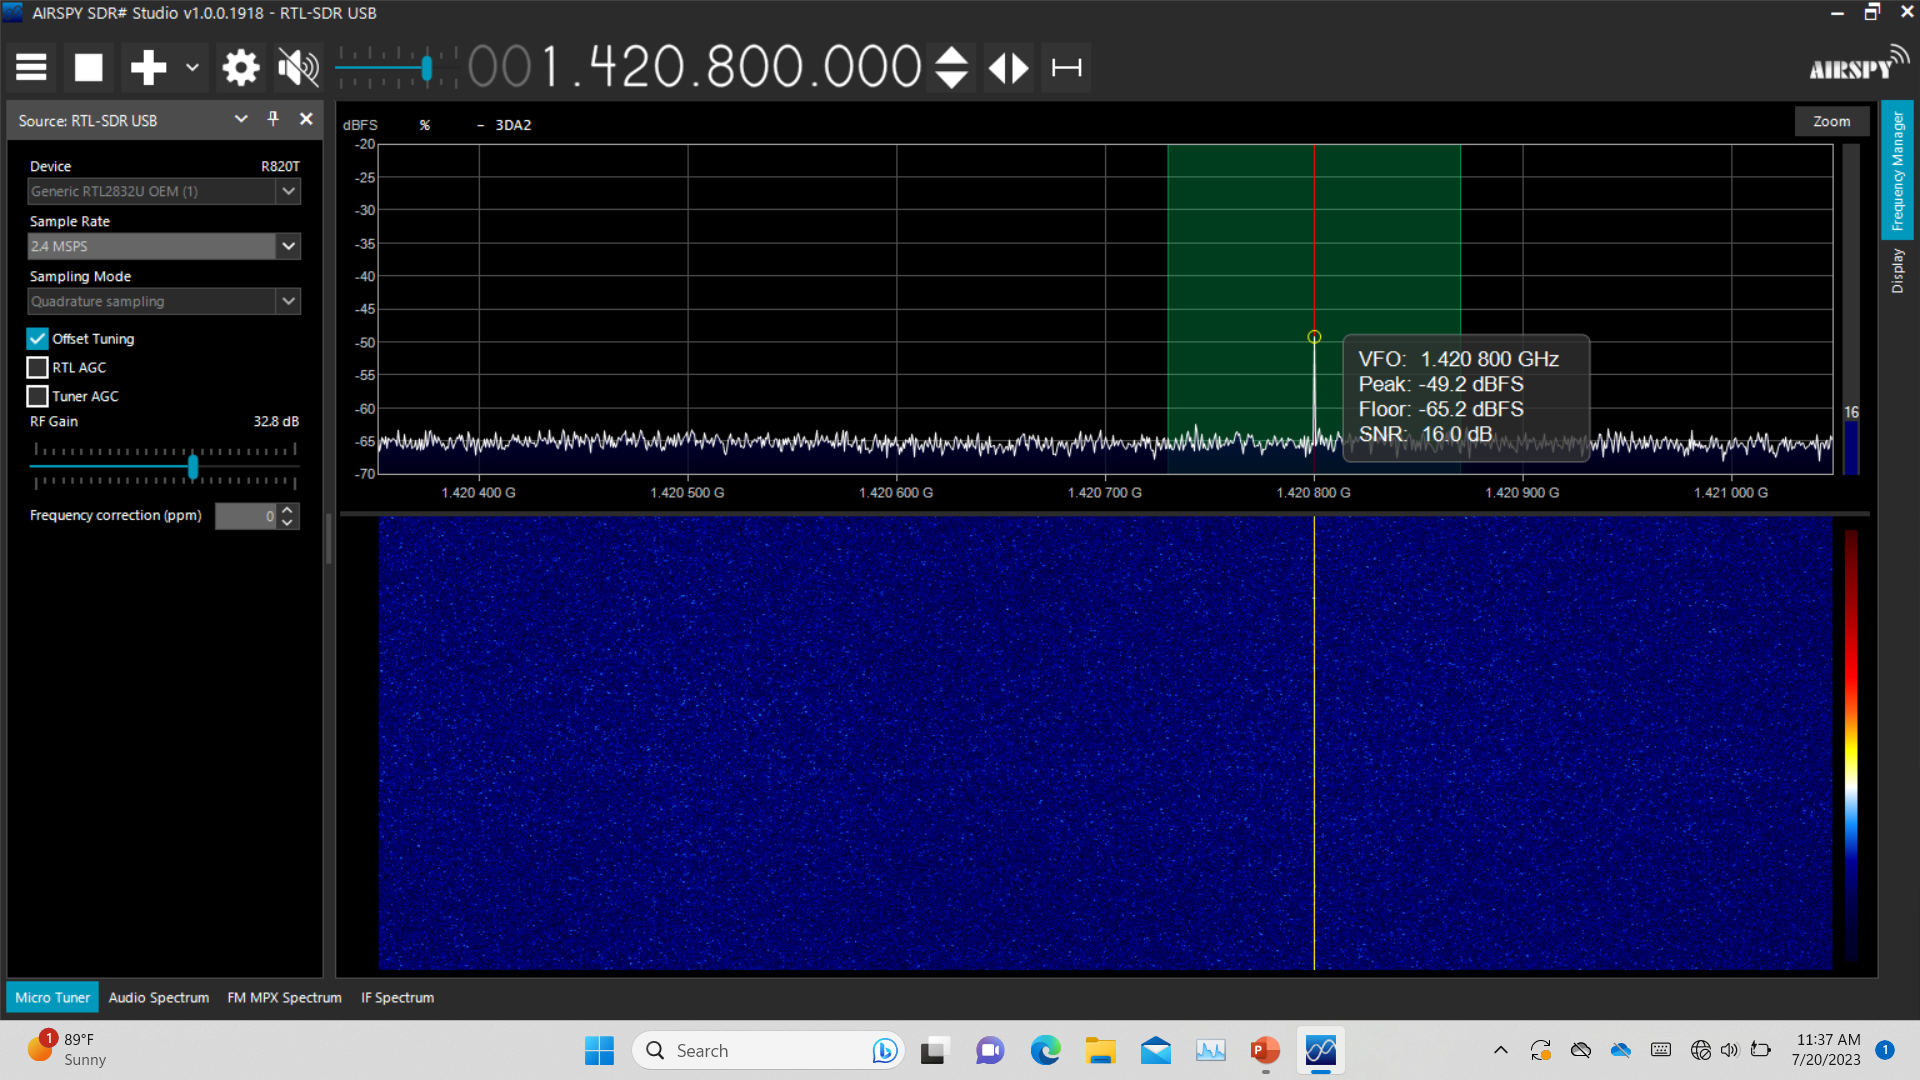 AIRSPY SDR# Studio v1.0.0.1918 - RTL-SDR USB
001.420.800.000
AIRSPY
Source: RTL-SDR USB
Device R820T
Generic RTL2832U OEM (1)
Sample Rate
2.4 MSPS
Sampling Mode
Quadrature sampling
Offset Tuning
RTL AGC
Tuner AGC
RF Gain 32.8 dB
Frequency correction (ppm) 0
dBFS % - 3DA2
Zoom
-20
-25
-30
-35
-40
-45
-50
-55
-60
-65
-70
VFO: 1.420 800 GHz
Peak: -49.2 dBFS
Floor: -65.2 dBFS
SNR: 16.0 dB
16
1.420 400 G 1.420 500 G 1.420 600 G 1.420 700 G 1.420 800 G 1.420 900 G 1.421 000 G
Frequency Manager
Display
Micro Tuner Audio Spectrum FM MPX Spectrum IF Spectrum
1
89°F
Sunny
Search
P
11:37 AM
7/20/2023
1